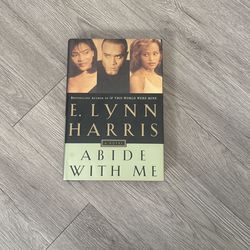 BESTSELLING AUTHOR OF IF THIS WORLD WERE MINE
E. LYNN
HARRIS
A NOVEL
ABIDE
WITH ME